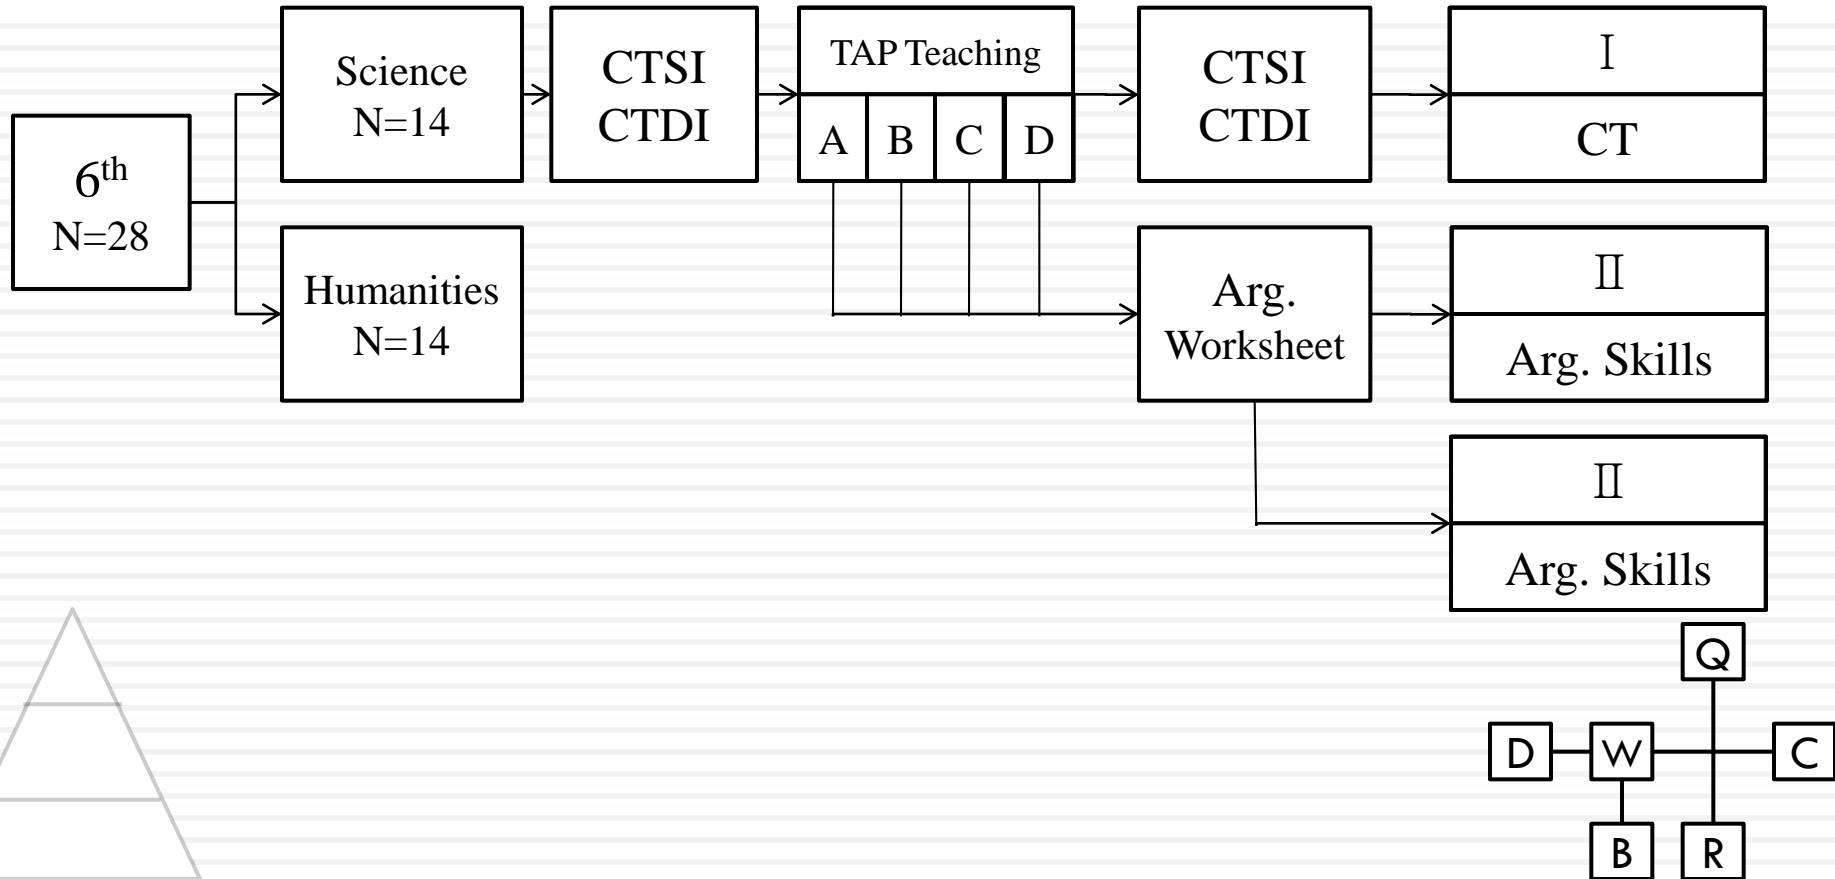 6th
N=28
Science
N=14
Humanities
N=14
CTSI
CTDI
TAP Teaching
A B C D
CTSI
CTDI
Ⅰ
CT
Arg.
Worksheet
Ⅱ
Arg. Skills
Ⅱ
Arg. Skills
Q
D W C
B R